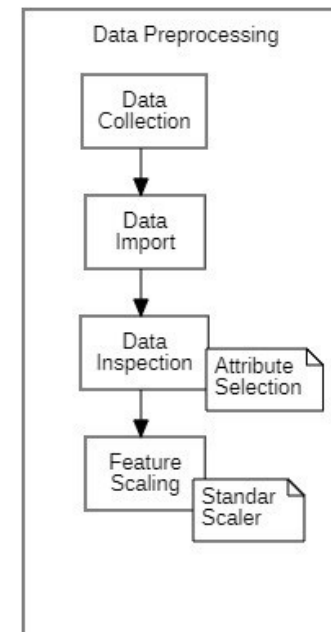 Data Preprocessing
Data
Collection
Data
Import
Data
Inspection
Attribute
Selection
Feature
Scaling
Standar
Scaler